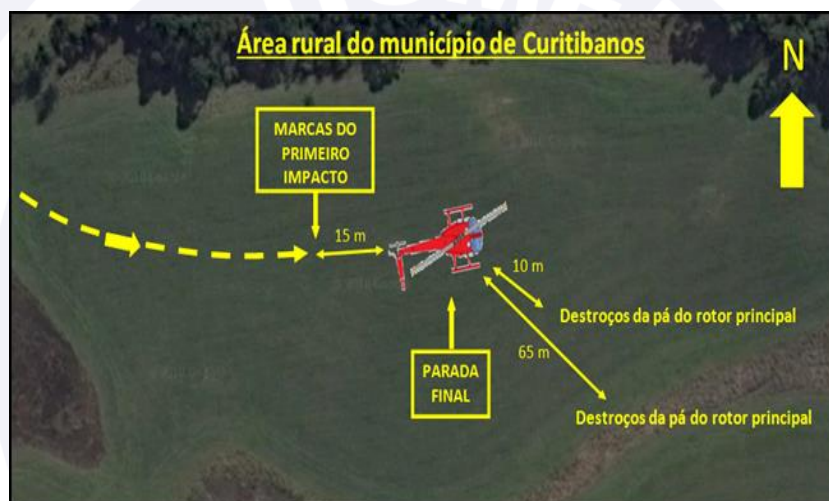 Área rural do município de Curitibanos
N
MARCAS DO
PRIMEIRO
IMPACTO
15 m
10 m
Destroços da pá do rotor principal
65 m
PARADA
FINAL
Destroços da pá do rotor principal